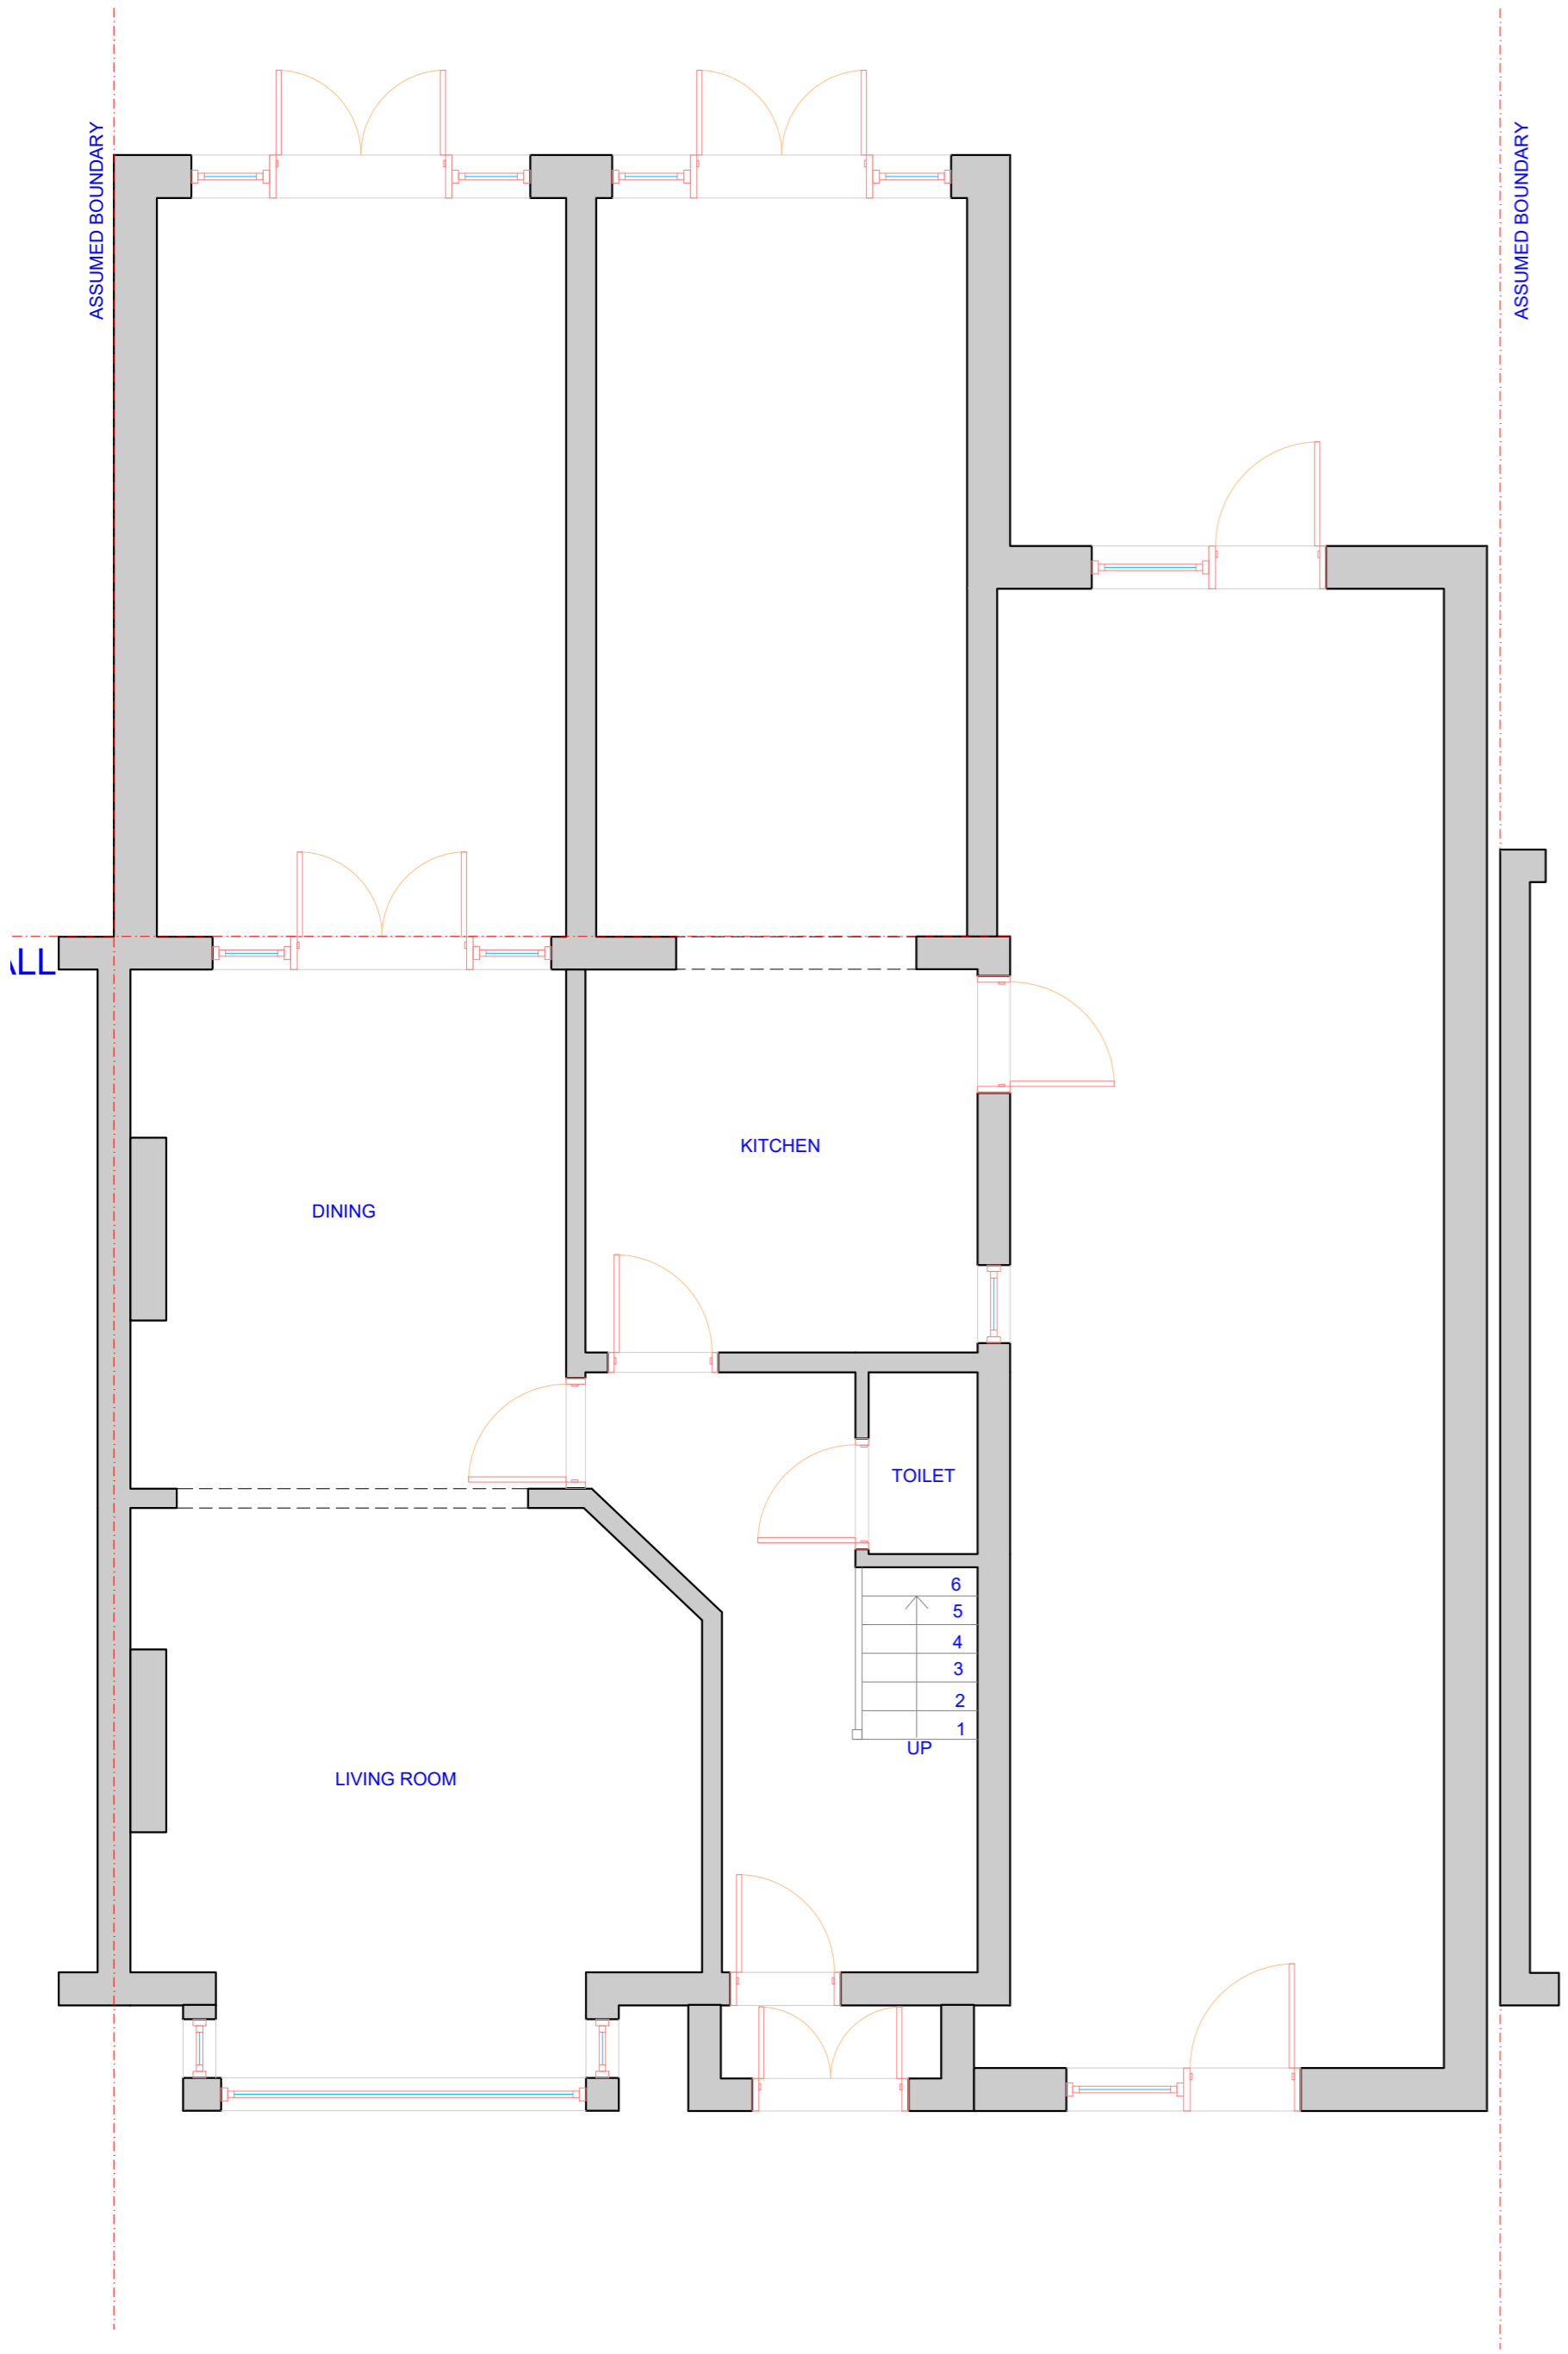 ASSUMED BOUNDARY
ASSUMED BOUNDARY
KITCHEN
DINING
TOILET
6
5
4
3
2
1
UP
LIVING ROOM